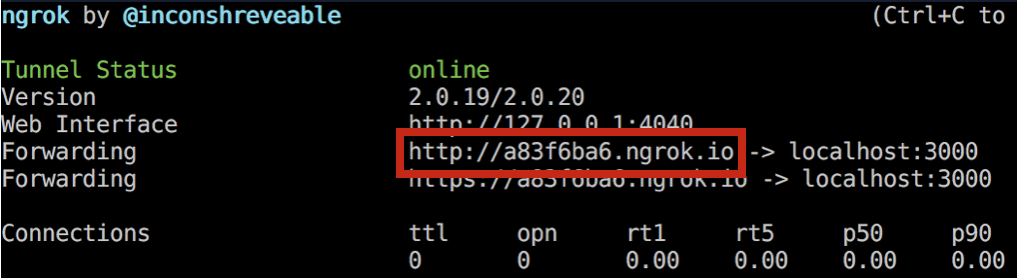 ngrok by @inconshreveable (Ctrl+C to
Tunnel Status online
Version 2.0.19/2.0.20
Web Interface http://127.0.0.1:4040
Forwarding http://a83f6ba6.ngrok.io -> localhost:3000
Forwarding https://a83f6ba6.ngrok.io -> localhost:3000
Connections ttl opn rt1 rt5 p50 p90
0 0 0.00 0.00 0.00 0.00